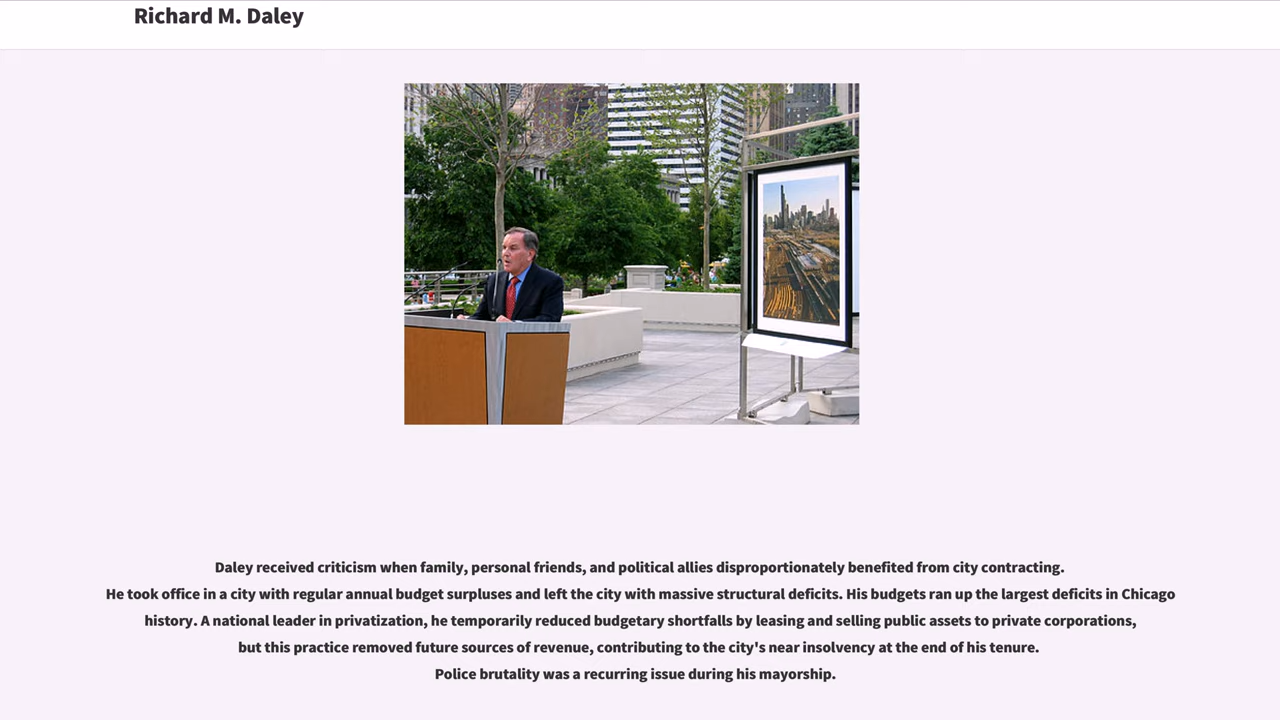 Richard M. Daley
Daley received criticism when family, personal friends, and political allies disproportionately benefited from city contracting.
He took office in a city with regular annual budget surpluses and left the city with massive structural deficits. His budgets ran up the largest deficits in Chicago
history. A national leader in privatization, he temporarily reduced budgetary shortfalls by leasing and selling public assets to private corporations,
but this practice removed future sources of revenue, contributing to the city's near insolvency at the end of his tenure.
Police brutality was a recurring issue during his mayorship.